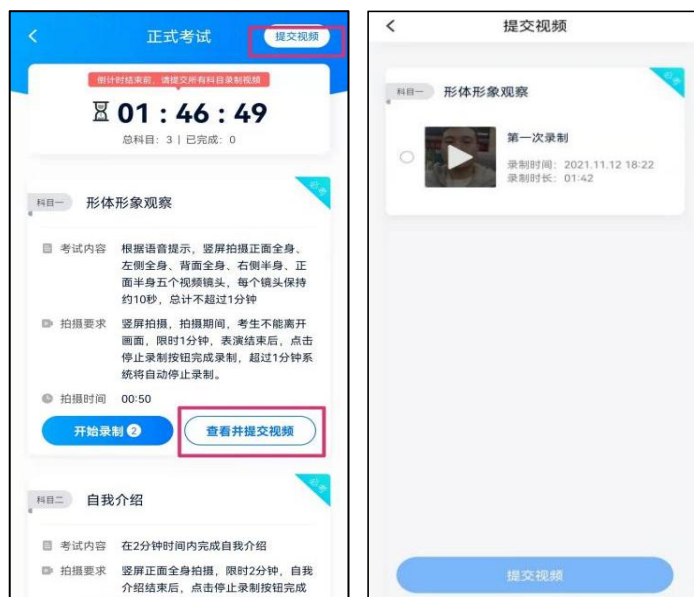 正式考试
提交视频
倒计时结束前，请提交所有科目录制视频
01：46：49
总科目：3 | 已完成：0
必考
科目一
形体形象观察
考试内容
根据语音提示，竖屏拍摄正面全身、
左侧全身、背面全身、右侧半身、正
面半身五个视频镜头，每个镜头保持
约10秒，总计不超过1分钟
拍摄要求
竖屏拍摄，拍摄期间，考生不能离开
画面，限时1分钟，表演结束后，点击
停止录制按钮完成录制，超过1分钟系
统将自动停止录制。
拍摄时间
00:50
开始录制 2
查看并提交视频
必考
科目二
自我介绍
考试内容
在2分钟时间内完成自我介绍
拍摄要求
竖屏正面全身拍摄，限时2分钟，自我
介绍结束后，点击停止录制按钮完成
提交视频
必考
科目一
形体形象观察
第一次录制
录制时间：2021.11.12 18:22
录制时长：01:42
提交视频